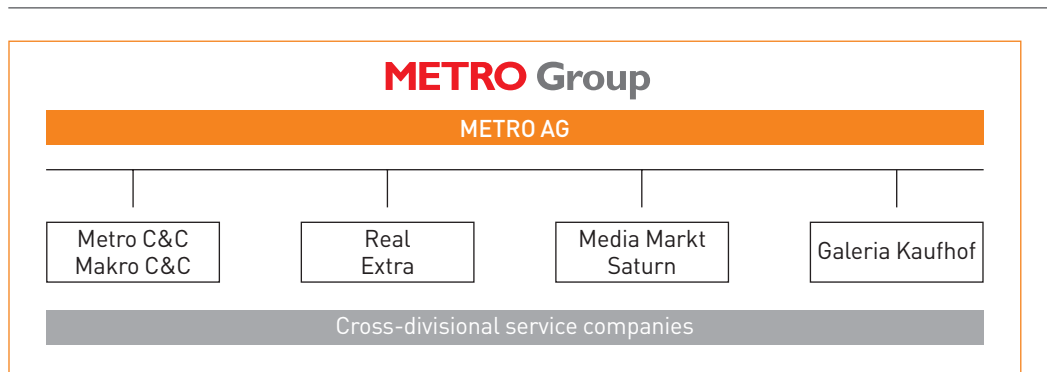 METRO Group
METRO AG
Metro C&C
Makro C&C
Real
Extra
Media Markt
Saturn
Galeria Kaufhof
Cross-divisional service companies